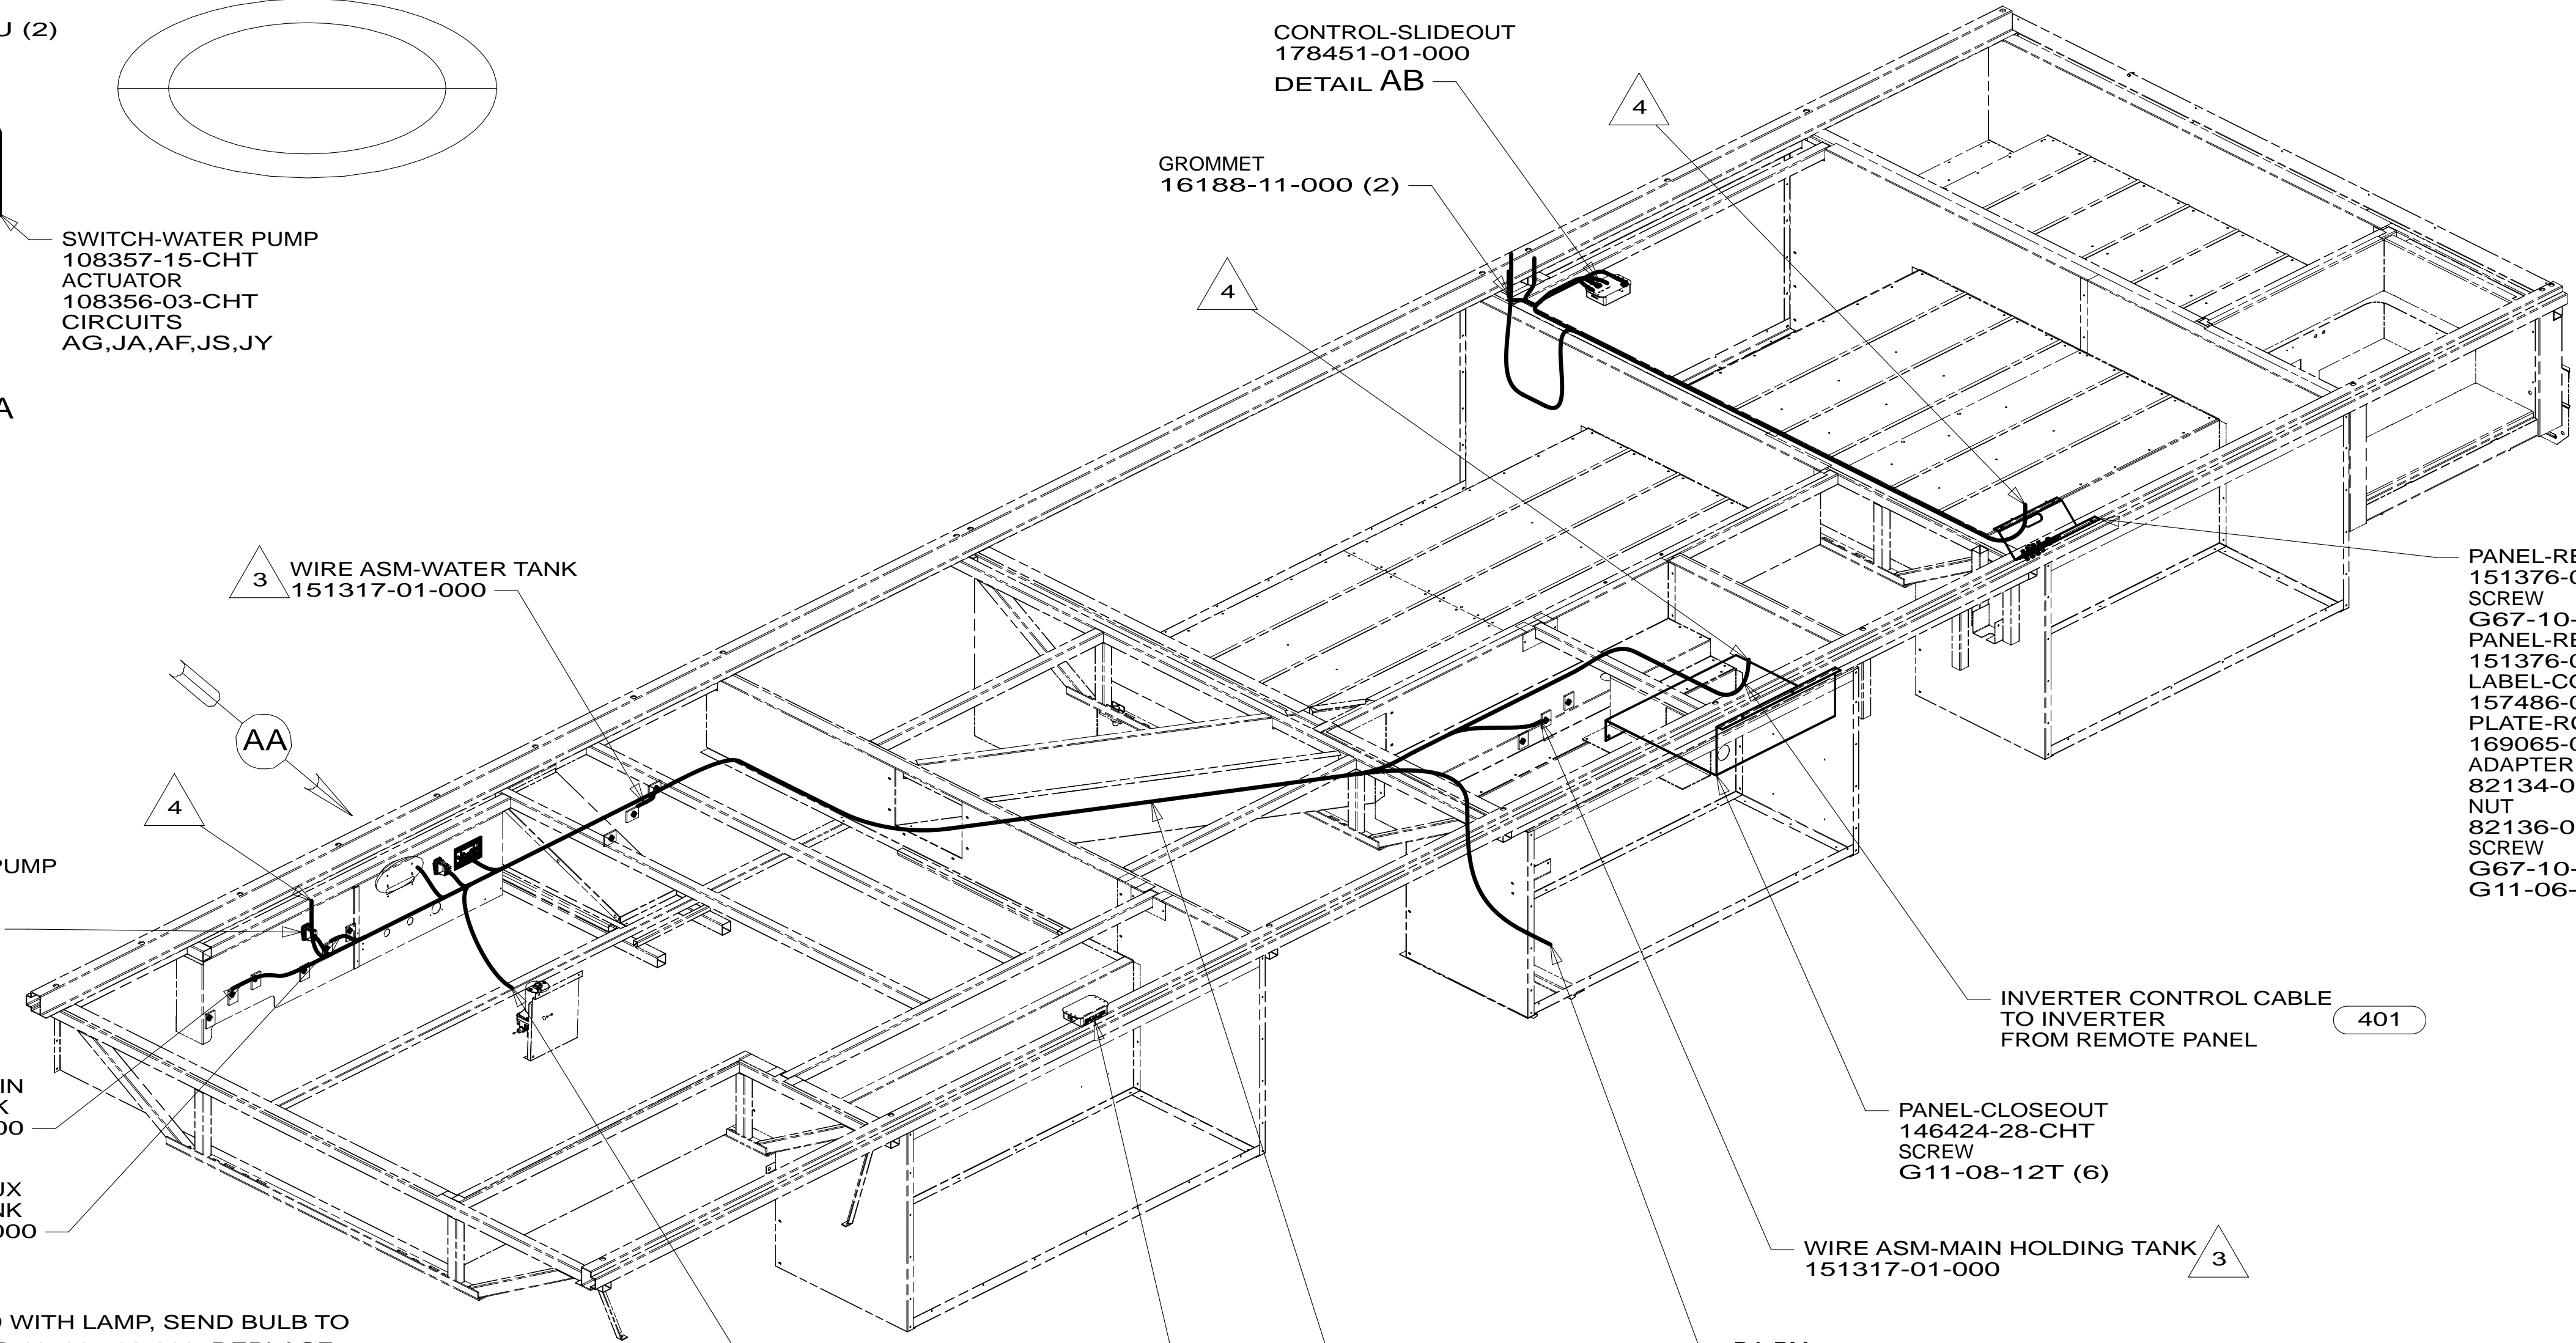 (2)
CONTROL-SLIDEOUT
178451-01-000
DETAIL AB
4
GROMMET
16188-11-000 (2)
4
SWITCH-WATER PUMP
108357-15-CHT
ACTUATOR
108356-03-CHT
CIRCUITS
AG,JA,AF,JS,JY
A
3
WIRE ASM-WATER TANK
151317-01-000
AA
4
PUMP
PANEL-RE
151376-0
SCREW
G67-10-
PANEL-RE
151376-0
LABEL-CO
157486-0
PLATE-RO
169065-0
ADAPTER
82134-0
NUT
82136-0
SCREW
G67-10-
G11-06-
INVERTER CONTROL CABLE
TO INVERTER
FROM REMOTE PANEL
401
PANEL-CLOSEOUT
146424-28-CHT
SCREW
G11-08-12T (6)
WIRE ASM-MAIN HOLDING TANK
151317-01-000
3
WITH LAMP, SEND BULB TO